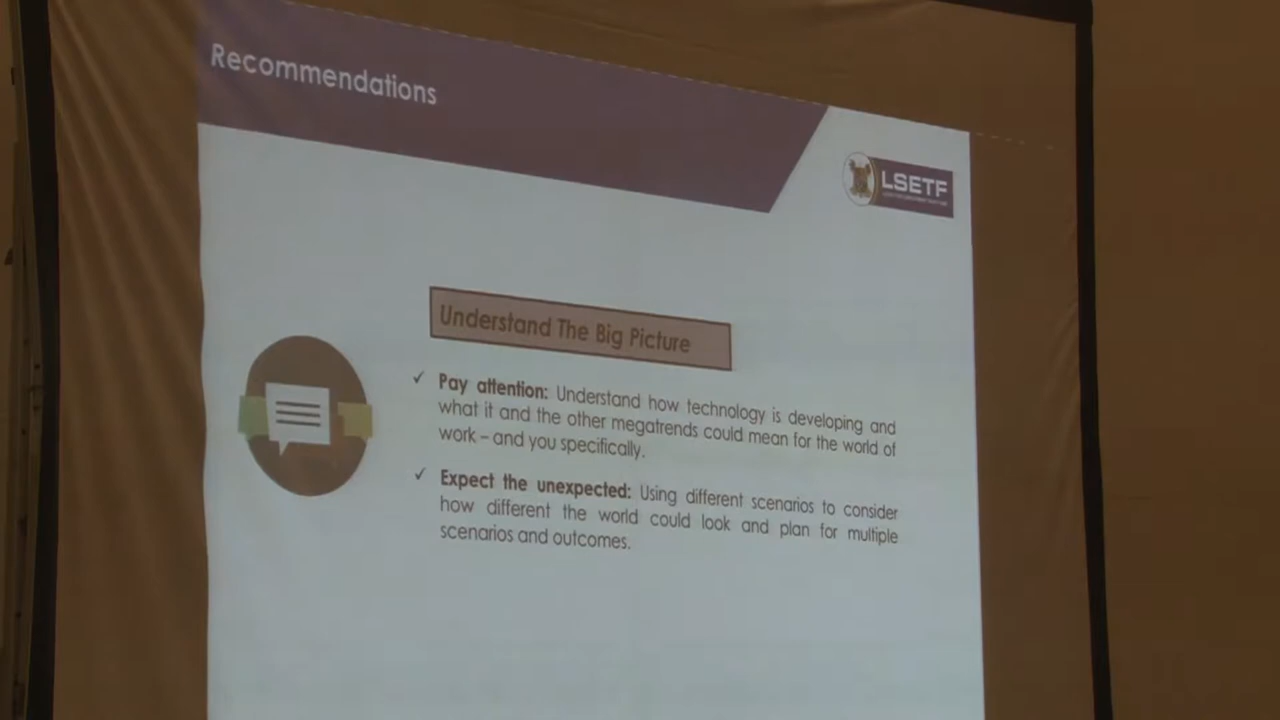 Recommendations
LSETF
Understand The Big Picture
✓ Pay attention: Understand how technology is developing and
what it and the other megatrends could mean for the world of
work – and you specifically.
✓ Expect the unexpected: Using different scenarios to consider
how different the world could look and plan for multiple
scenarios and outcomes.